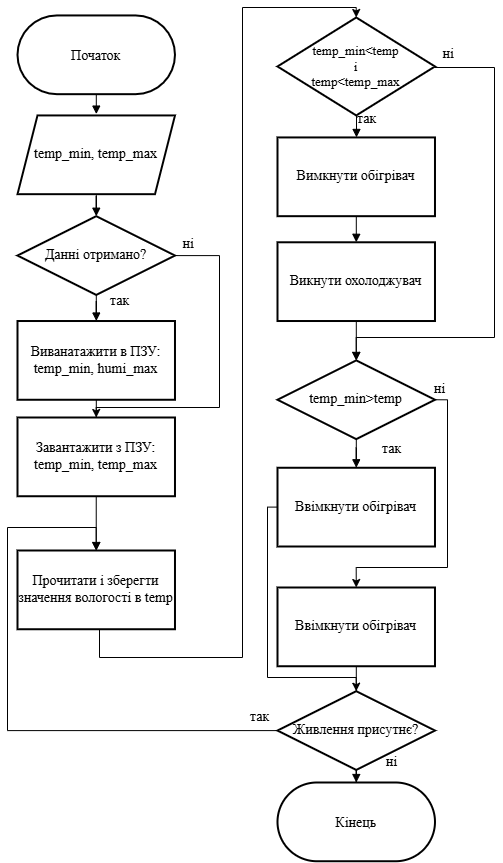 Початок
temp_min, temp_max
Данні отримано?
ні
так
Виванатажити в ПЗУ:
temp_min, humi_max
Завантажити з ПЗУ:
temp_min, temp_max
Прочитати і зберегти
значення вологості в temp
temp_min<temp
і
temp<temp_max
ні
так
Вимкнути обігрівач
Викнути охолоджувач
temp_min>temp
ні
так
Ввімкнути обігрівач
Ввімкнути обігрівач
так
Живлення присутнє?
ні
Кінець